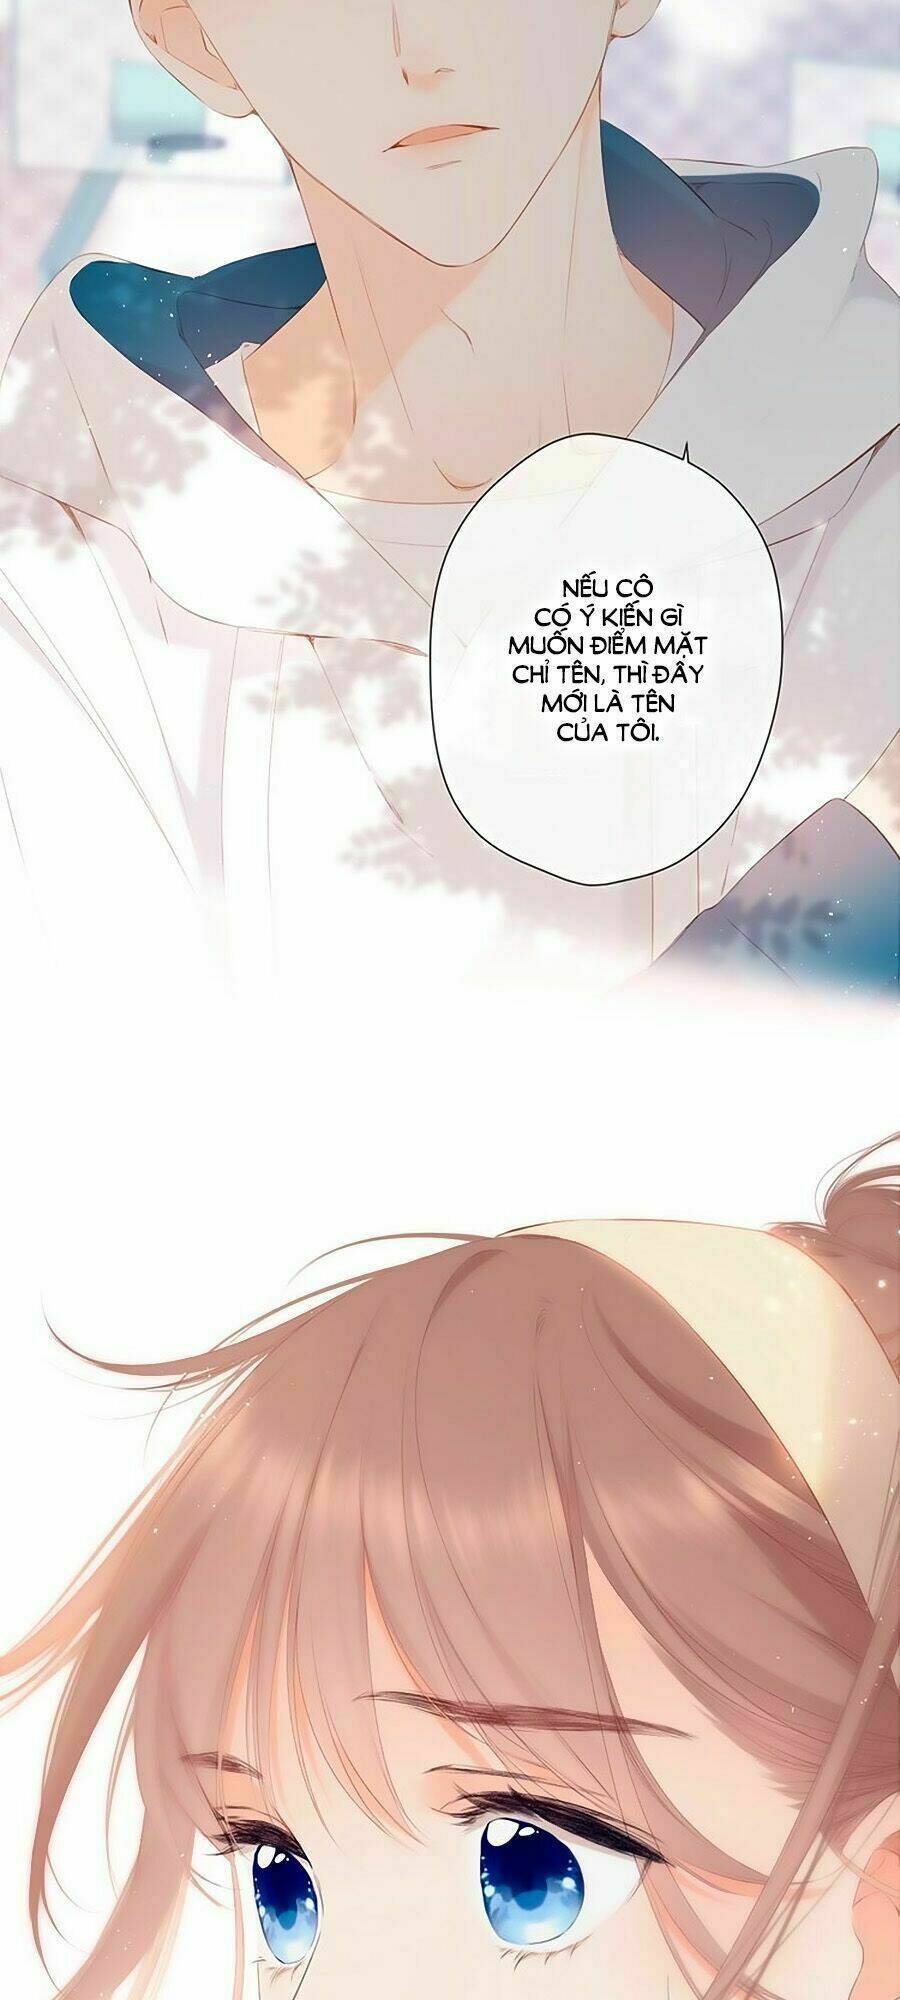 NẾU CÔ
CÓ Ý KIẾN GÌ
MUỐN ĐIỂM MẶT
CHỈ TÊN, THÌ ĐÂY
MỚI LÀ TÊN
CỦA TÔI.